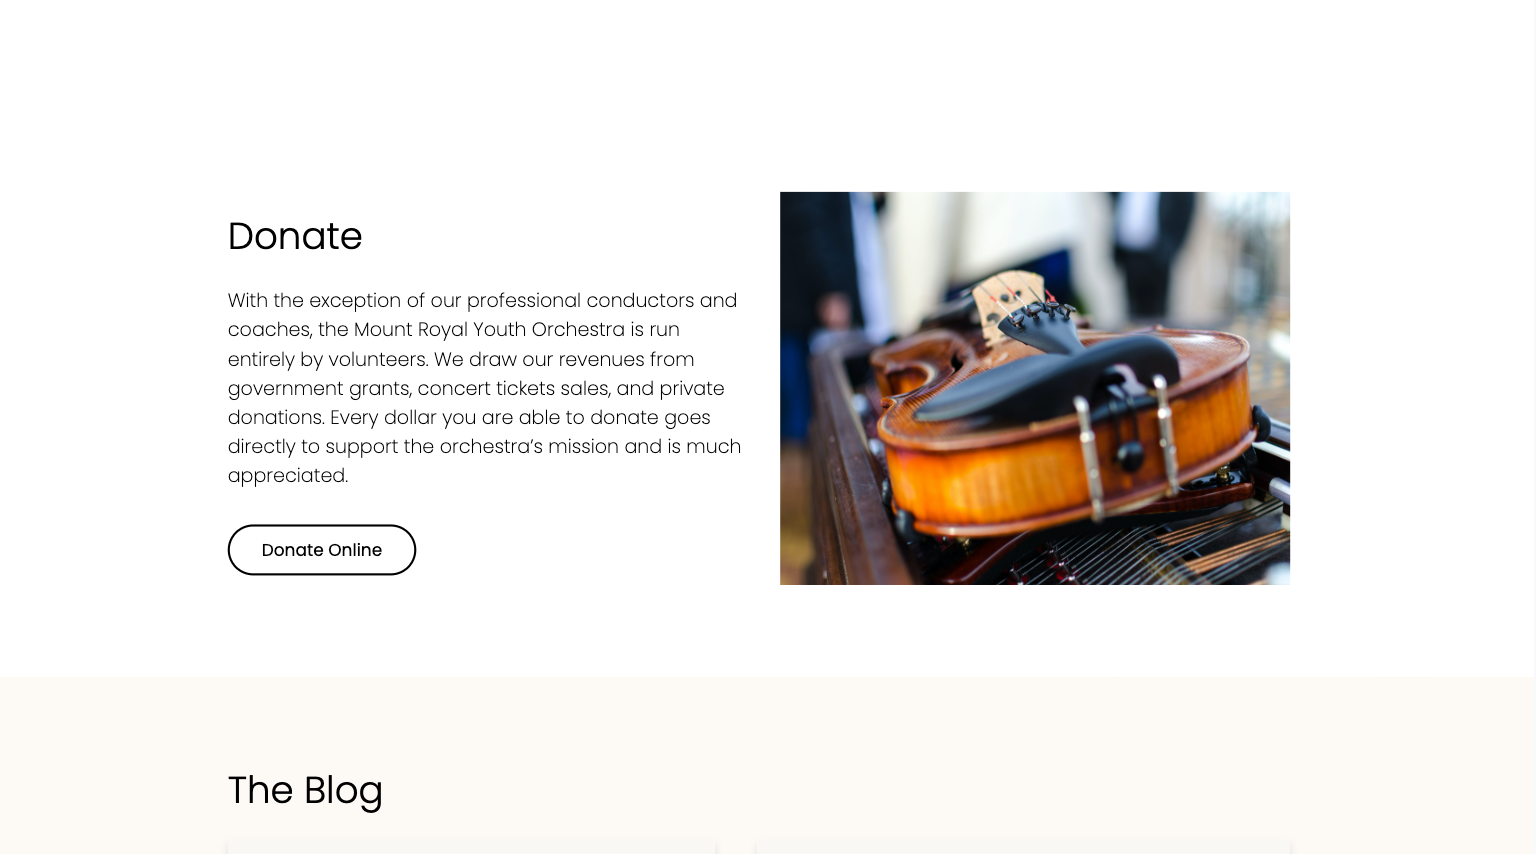 Donate
With the exception of our professional conductors and
coaches, the Mount Royal Youth Orchestra is run
entirely by volunteers. We draw our revenues from
government grants, concert tickets sales, and private
donations. Every dollar you are able to donate goes
directly to support the orchestra’s mission and is much
appreciated.
Donate Online
The Blog